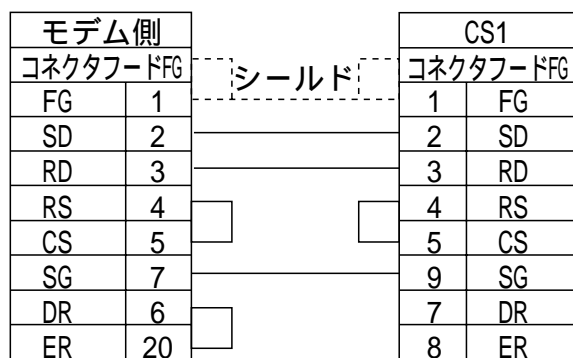 モデム側 CS1
コネクタフードFG シールド コネクタフードFG
FG 1 1 FG
SD 2 2 SD
RD 3 3 RD
RS 4 4 RS
CS 5 5 CS
SG 7 9 SG
DR 6 7 DR
ER 20 8 ER